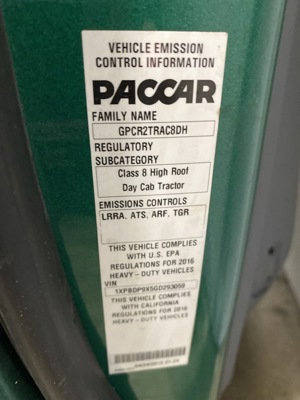 VEHICLE EMISSION
CONTROL INFORMATION
PACCAR
FAMILY NAME
GPCR2TRAC8DH
REGULATORY
SUBCATEGORY
Class 8 High Roof
Day Cab Tractor
EMISSIONS CONTROLS
LRRA, ATS, ARF, TGR
THIS VEHICLE COMPLIES
WITH U.S. EPA
REGULATIONS FOR 2016
HEAVY - DUTY VEHICLES
VIN
1XPBDP9X5GD293059
THIS VEHICLE COMPLIES
WITH CALIFORNIA
REGULATIONS FOR 2016
HEAVY - DUTY VEHICLES